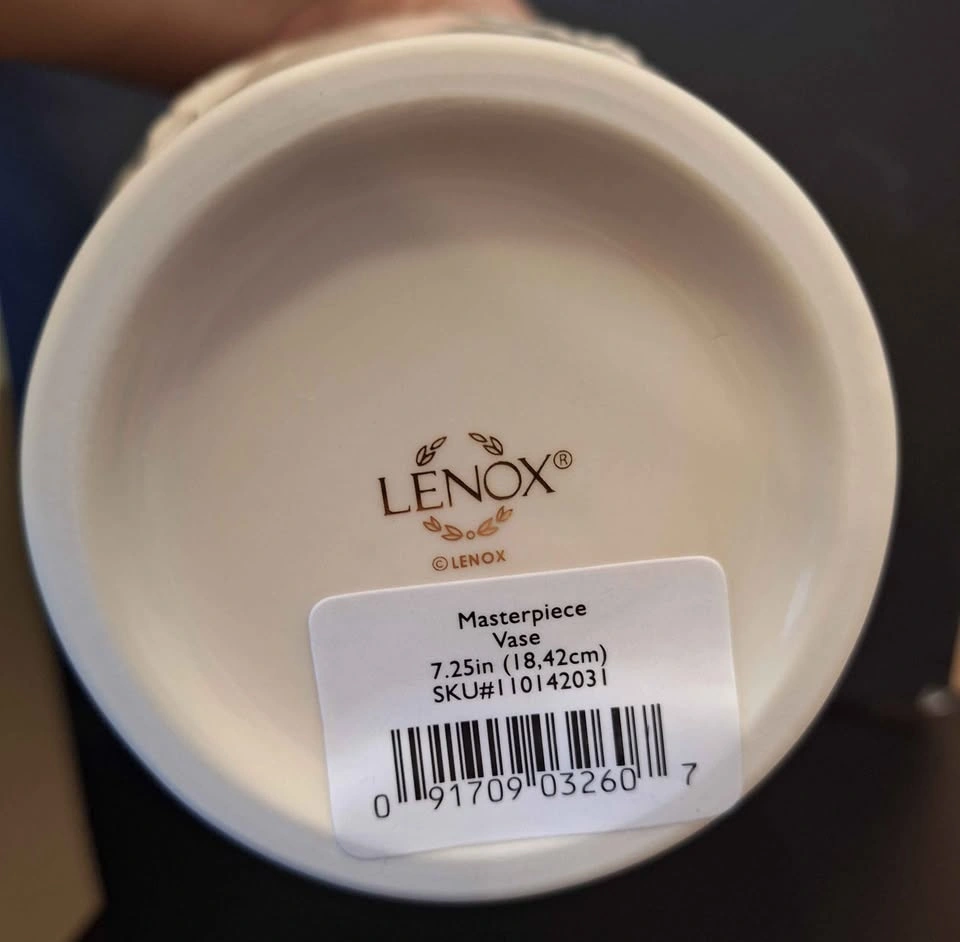 LENOX®
©LENOX
Masterpiece
Vase
7.25in (18,42cm)
SKU#110142031
0 91709 03260 7